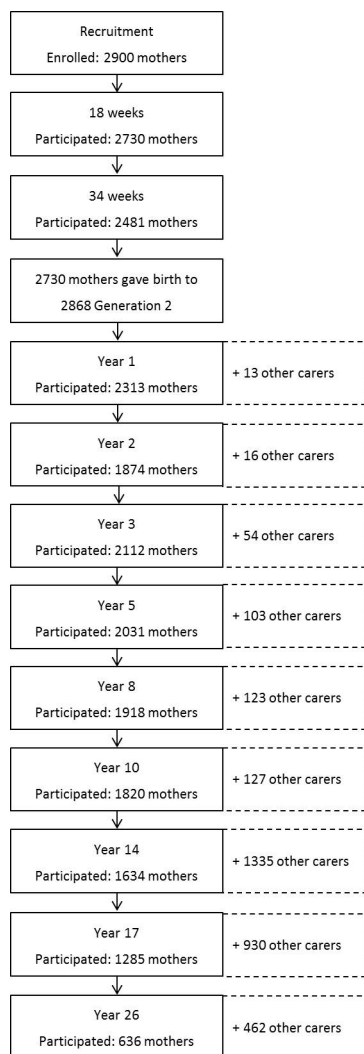 Recruitment
Enrolled: 2900 mothers
18 weeks
Participated: 2730 mothers
34 weeks
Participated: 2481 mothers
2730 mothers gave birth to
2868 Generation 2
Year 1
Participated: 2313 mothers
+ 13 other carers
Year 2
Participated: 1874 mothers
+ 16 other carers
Year 3
Participated: 2112 mothers
+ 54 other carers
Year 5
Participated: 2031 mothers
+ 103 other carers
Year 8
Participated: 1918 mothers
+ 123 other carers
Year 10
Participated: 1820 mothers
+ 127 other carers
Year 14
Participated: 1634 mothers
+ 1335 other carers
Year 17
Participated: 1285 mothers
+ 930 other carers
Year 26
Participated: 636 mothers
+ 462 other carers